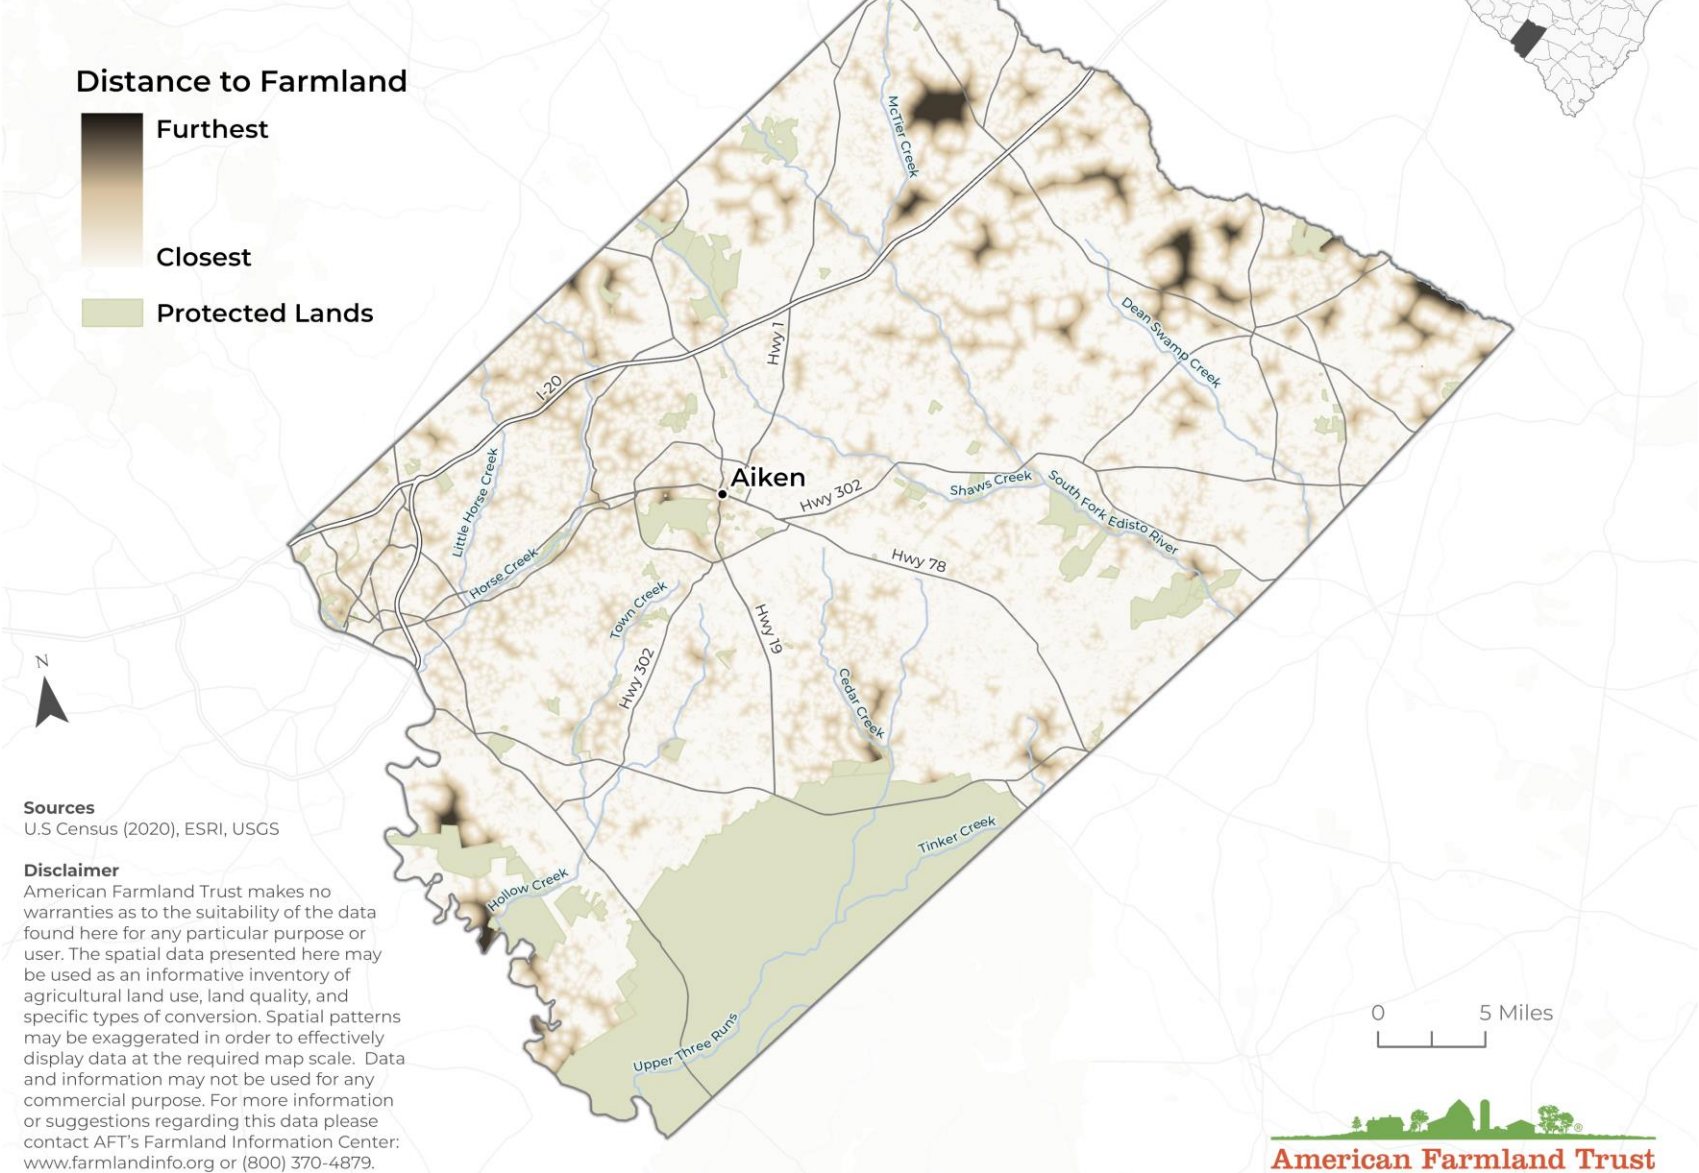 Distance to Farmland
Furthest
Closest
Protected Lands
McTier Creek
Hwy 1
Dean Swamp Creek
I-20
Aiken
Little Horse Creek
Horse Creek
Hwy 302
Shaws Creek
South Fork Edisto River
Hwy 78
Town Creek
Hwy 19
Hwy 302
Cedar Creek
N
Tinker Creek
Hollow Creek
Upper Three Runs
Sources
U.S Census (2020), ESRI, USGS
Disclaimer
American Farmland Trust makes no
warranties as to the suitability of the data
found here for any particular purpose or
user. The spatial data presented here may
be used as an informative inventory of
agricultural land use, land quality, and
specific types of conversion. Spatial patterns
may be exaggerated in order to effectively
display data at the required map scale.  Data
and information may not be used for any
commercial purpose. For more information
or suggestions regarding this data please
contact AFT's Farmland Information Center:
www.farmlandinfo.org or (800) 370-4879.
0 5 Miles
®
American Farmland Trust